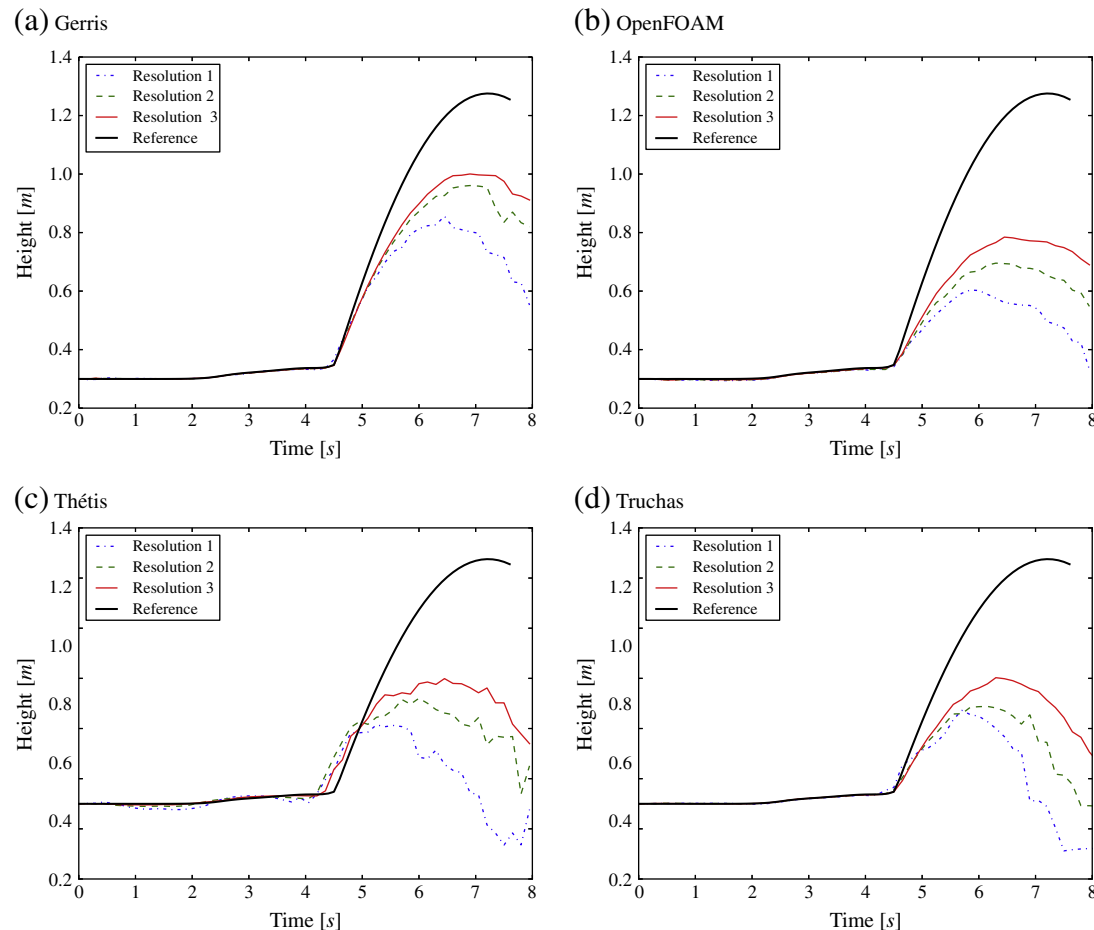 (a) Gerris
1.4
1.2
1.0
0.8
0.6
0.4
0.2
Height [m]
Resolution 1
Resolution 2
Resolution 3
Reference
0 1 2 3 4 5 6 7 8
Time [s]
(b) OpenFOAM
1.4
1.2
1.0
0.8
0.6
0.4
0.2
Height [m]
Resolution 1
Resolution 2
Resolution 3
Reference
0 1 2 3 4 5 6 7 8
Time [s]
(c) Thétis
1.4
1.2
1.0
0.8
0.6
0.4
0.2
Height [m]
Resolution 1
Resolution 2
Resolution 3
Reference
0 1 2 3 4 5 6 7 8
Time [s]
(d) Truchas
1.4
1.2
1.0
0.8
0.6
0.4
0.2
Height [m]
Resolution 1
Resolution 2
Resolution 3
Reference
0 1 2 3 4 5 6 7 8
Time [s]